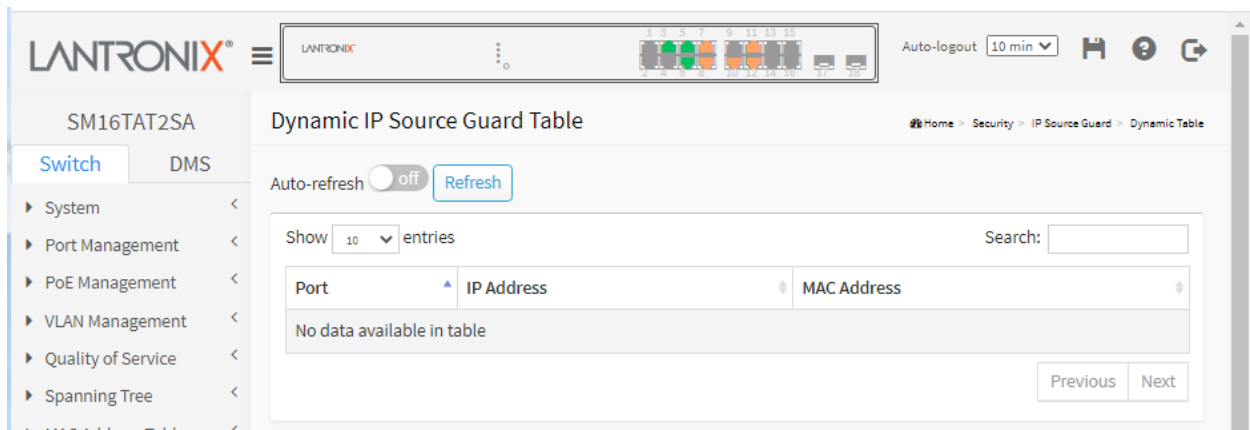 LANTRONIX®
LANTRONIX
1 3 5 7 9 11 13 15
2 4 6 8 10 12 14 16 17 18
Auto-logout 10 min
SM16TAT2SA
Switch DMS
System
Port Management
PoE Management
VLAN Management
Quality of Service
Spanning Tree
Dynamic IP Source Guard Table
Home > Security > IP Source Guard > Dynamic Table
Auto-refresh off Refresh
Show 10 entries
Search:
Port IP Address MAC Address
No data available in table
Previous Next